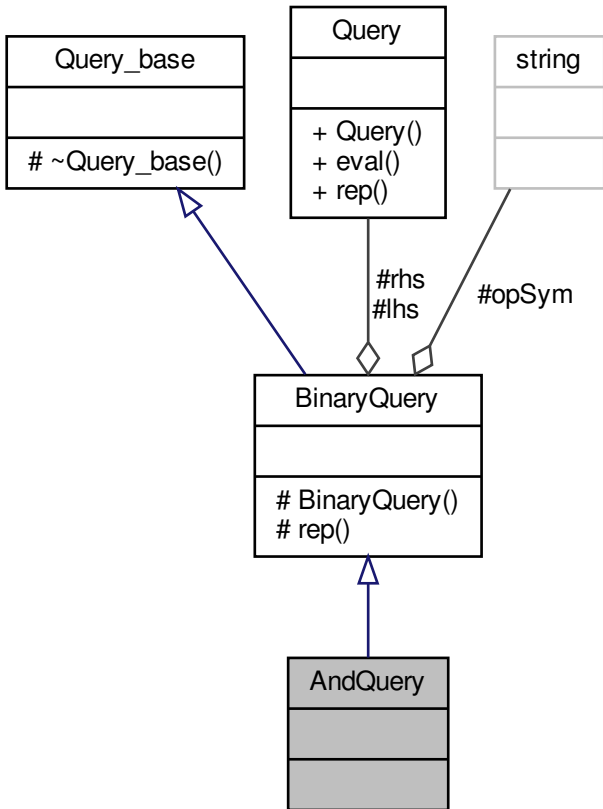 Query_base
# ~Query_base()
Query
+ Query()
+ eval()
+ rep()
string
#rhs
#lhs
#opSym
BinaryQuery
# BinaryQuery()
# rep()
AndQuery